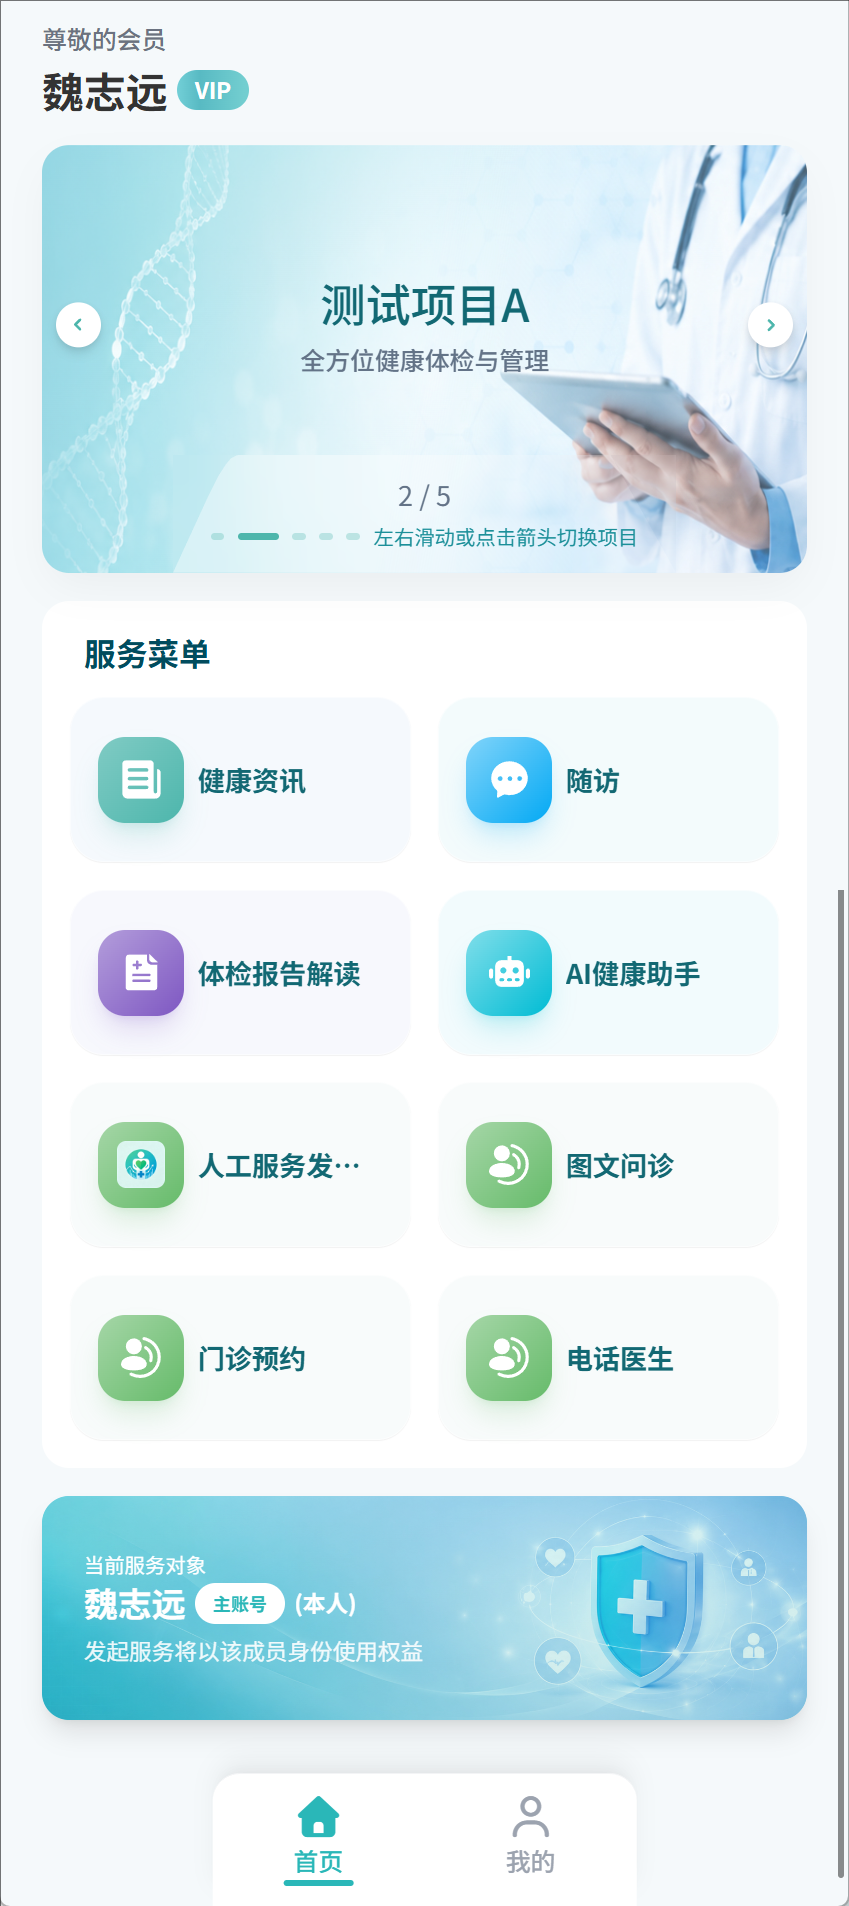 尊敬的会员
魏志远 VIP
测试项目A
全方位健康体检与管理
2 / 5
左右滑动或点击箭头切换项目
服务菜单
健康资讯
随访
体检报告解读
AI健康助手
人工服务发…
图文问诊
门诊预约
电话医生
当前服务对象
魏志远 主账号 (本人)
发起服务将以该成员身份使用权益
首页
我的